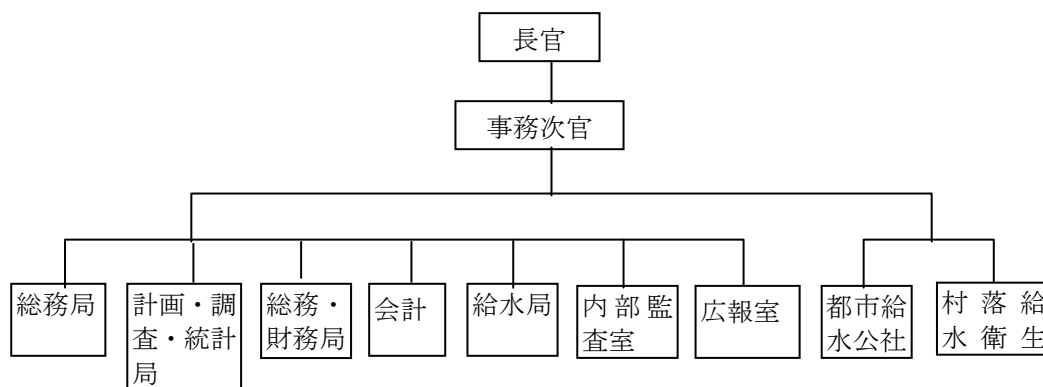 長官
事務次官
総務局
計画・調
査・統計
局
総務・
財務局
会計
給水局
内部監
査室
広報室
都市給
水公社
村落給
水衛生